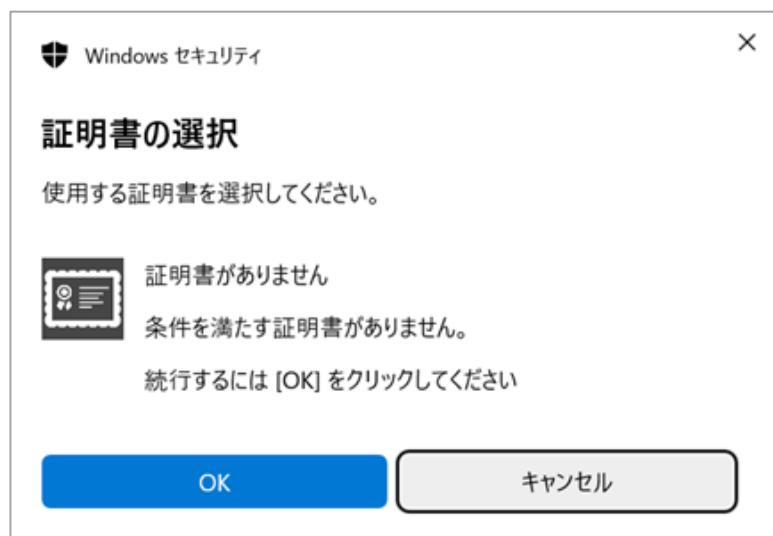 Windows セキュリティ
証明書の選択
使用する証明書を選択してください。
証明書がありません
条件を満たす証明書がありません。
続行するには [OK] をクリックしてください
OK
キャンセル